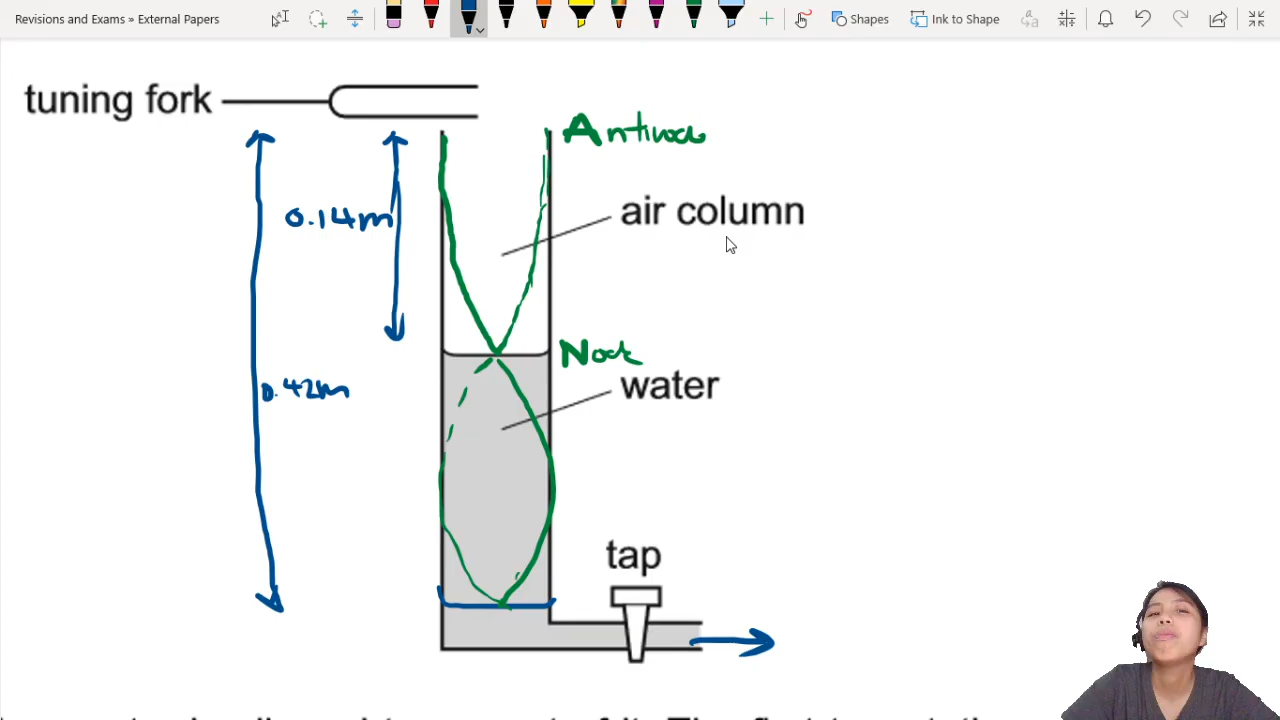 Revisions and Exams » External Papers
Shapes
Ink to Shape
tuning fork
Antinode
0.14m
air column
Node
water
0.42m
tap